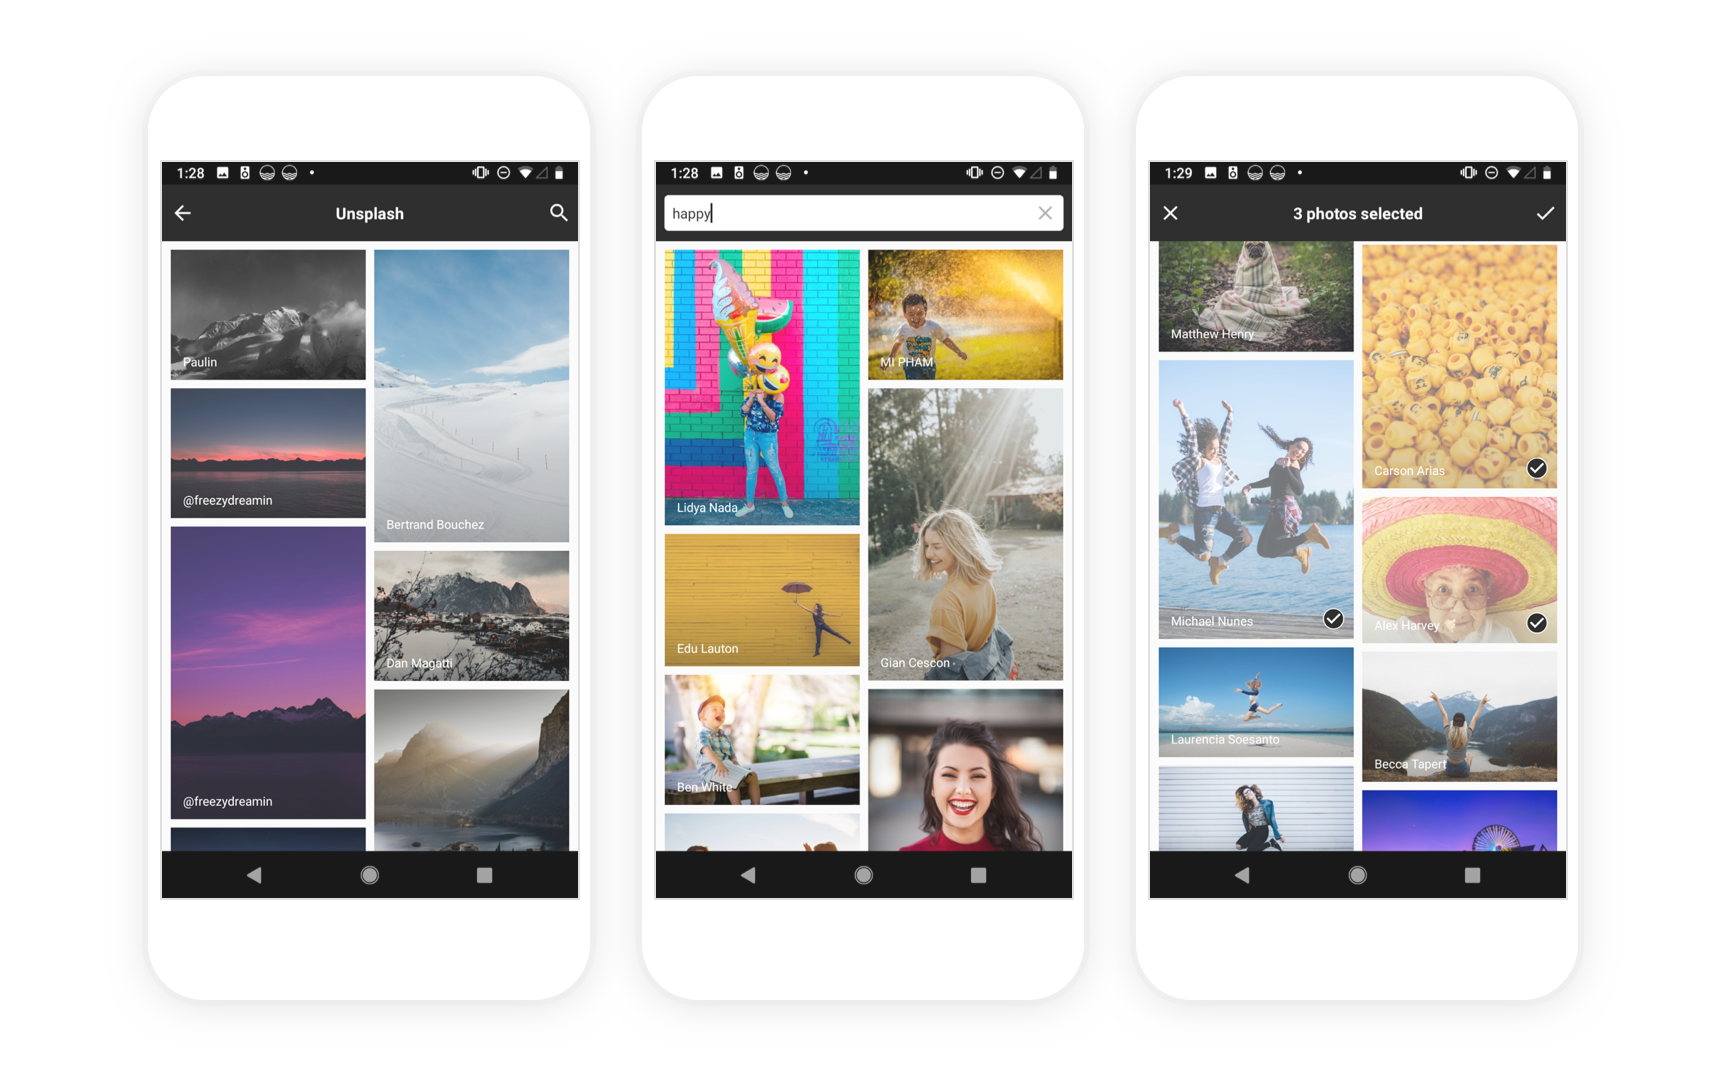 1:28
Unsplash
Paulin
@freezydreamin
Bertrand Bouchez
Dan Magatti
@freezydreamin
1:28
happy
MI PHAM
Lidya Nada
Edu Lauton
Gian Cescon
Ben White
1:29
3 photos selected
Matthew Henry
Carson Arias
Michael Nunes
Alex Harvey
Laurencia Soesanto
Becca Tapert